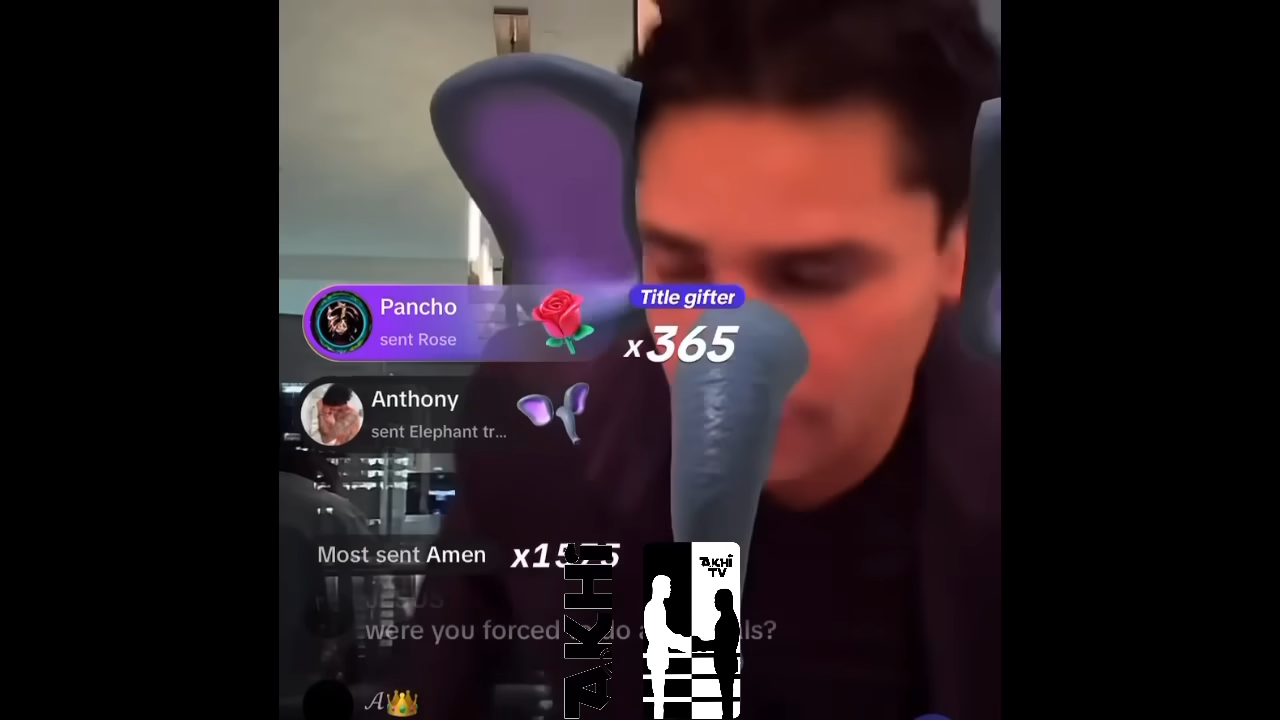 Pancho
sent Rose
Title gifter
x365
Anthony
sent Elephant tr...
Most sent Amen
JESUS
were you forced
AKHi
AKHi
TV
A👑